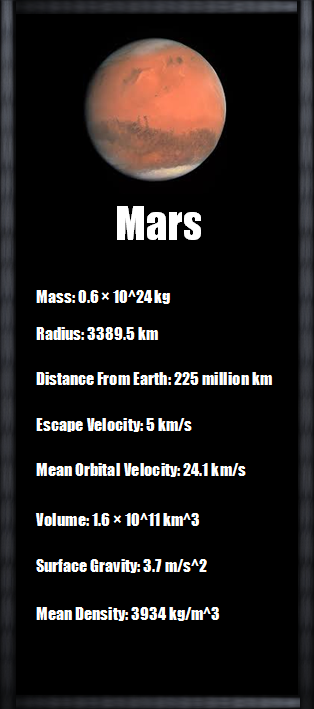 Mars
Mass: 0.6 × 10^24 kg
Radius: 3389.5 km
Distance From Earth: 225 million km
Escape Velocity: 5 km/s
Mean Orbital Velocity: 24.1 km/s
Volume: 1.6 × 10^11 km^3
Surface Gravity: 3.7 m/s^2
Mean Density: 3934 kg/m^3